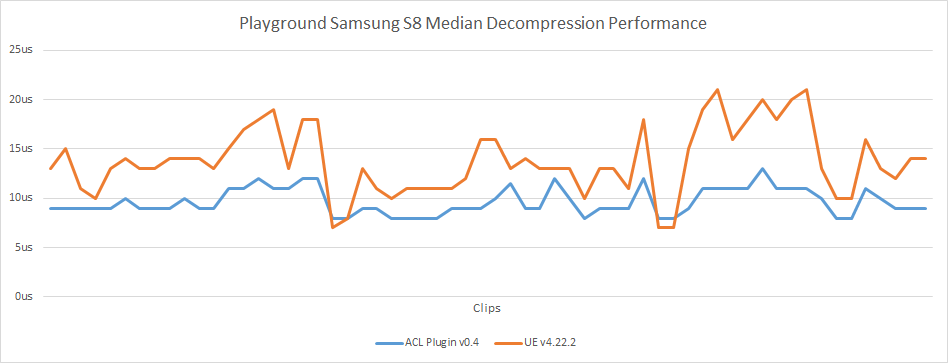 Playground Samsung S8 Median Decompression Performance
25us
20us
15us
10us
5us
0us
Clips
ACL Plugin v0.4
UE v4.22.2